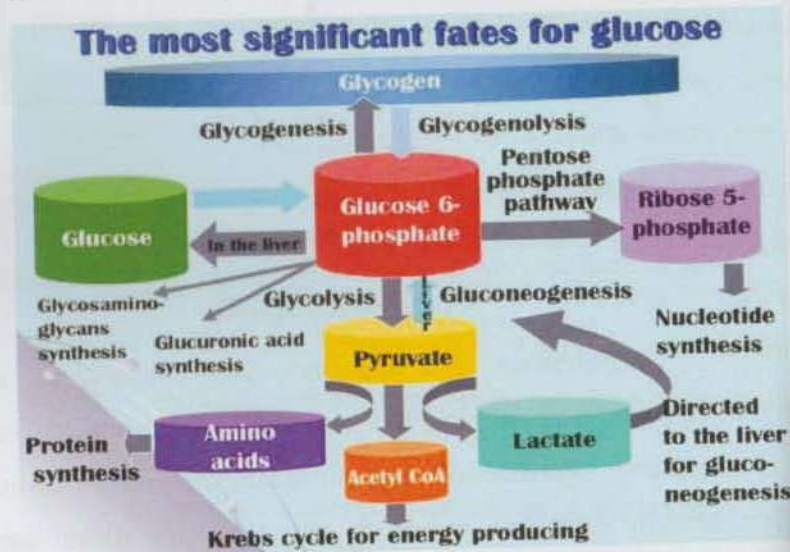 The most significant fates for glucose
Glycogen
Glycogenesis
Glycogenolysis
Pentose
phosphate
pathway
Glucose
In the liver
Glucose 6-
phosphate
Ribose 5-
phosphate
Glycosamino-
glycans
synthesis
Glucuronic acid
synthesis
Glycolysis
Liver
Gluconeogenesis
Nucleotide
synthesis
Pyruvate
Protein
synthesis
Amino
acids
Acetyl CoA
Lactate
Directed
to the liver
for gluco-
neogenesis
Krebs cycle for energy producing